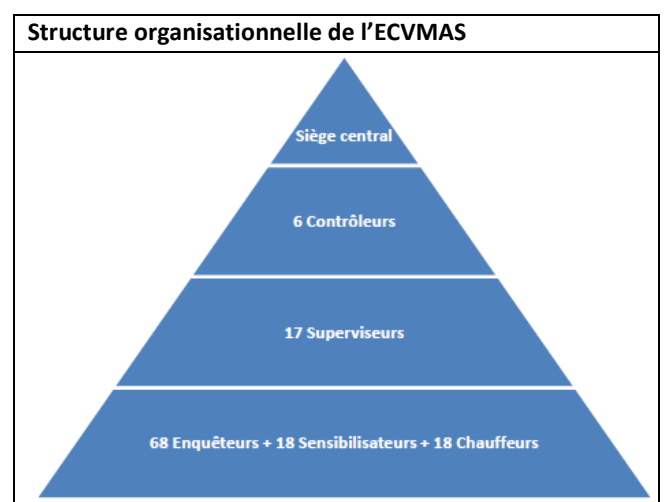 Structure organisationnelle de l’ECVMAS
Siège central
6 Contrôleurs
17 Superviseurs
68 Enquêteurs + 18 Sensibilisateurs + 18 Chauffeurs